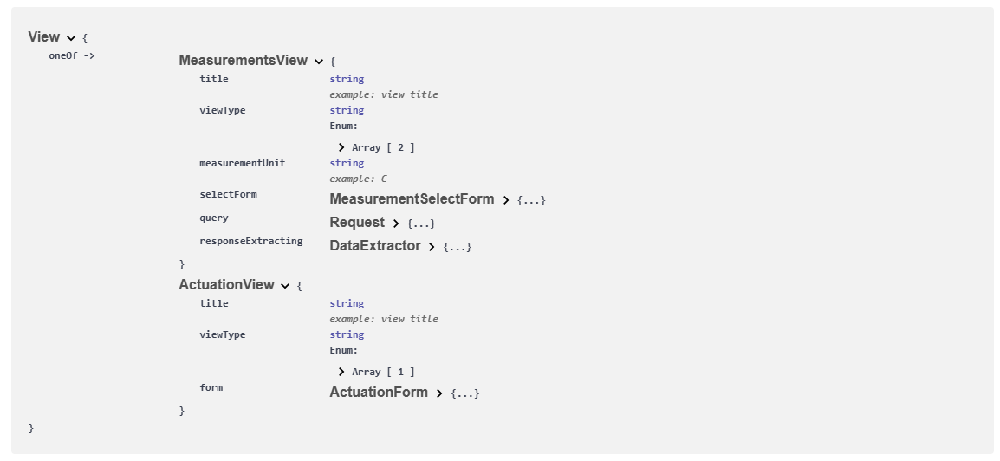 View {
oneOf ->
MeasurementsView {
title string
example: view title
viewType string
Enum:
Array [ 2 ]
measurementUnit string
example: C
selectForm MeasurementSelectForm {...}
query Request {...}
responseExtracting DataExtractor {...}
}
ActuationView {
title string
example: view title
viewType string
Enum:
Array [ 1 ]
form ActuationForm {...}
}
}